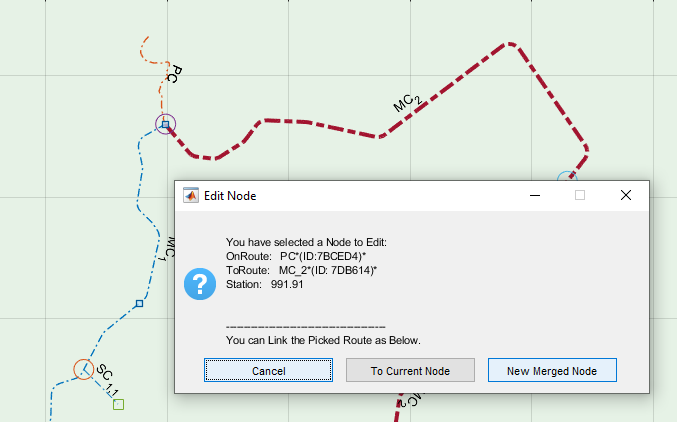 PC
MC_2
Edit Node
You have selected a Node to Edit:
OnRoute: PC*(ID:7BCED4)*
ToRoute: MC_2*(ID: 7DB614)*
Station: 991.91
MC_1
?
--------------------------------------------
You can Link the Picked Route as Below.
SC_1.1
Cancel
To Current Node
New Merged Node
MC_2